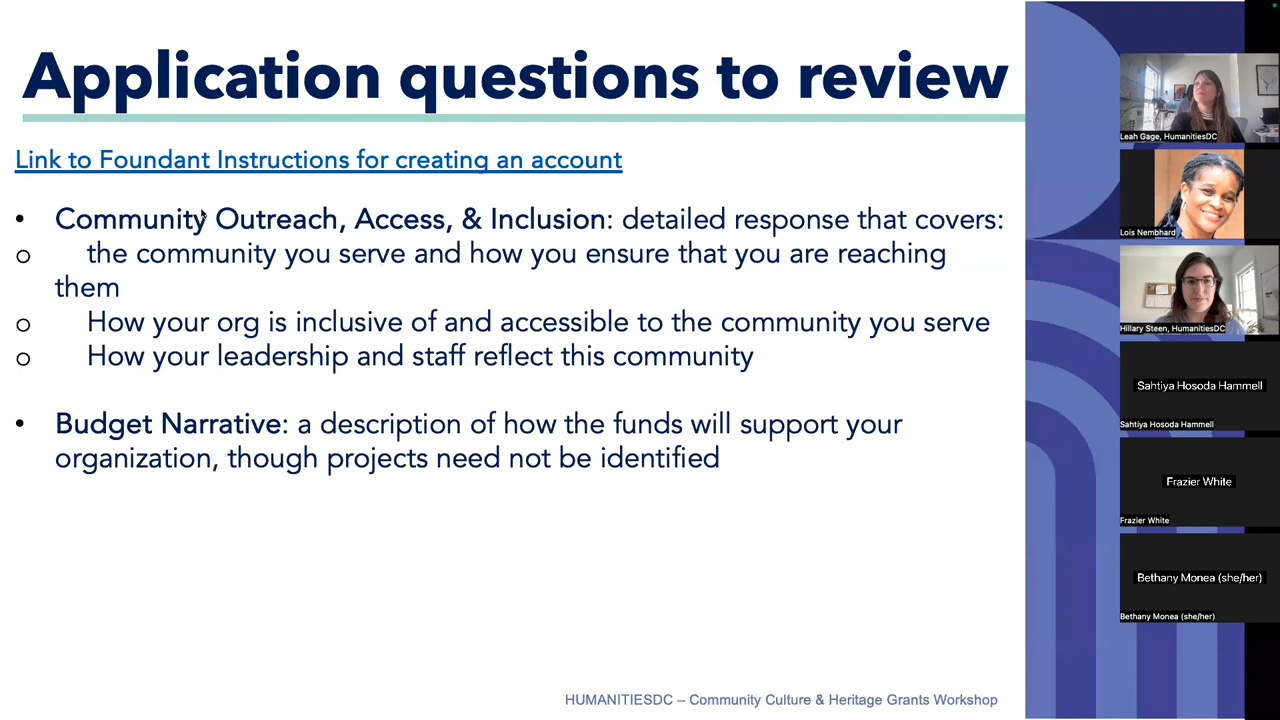 Application questions to review
Link to Foundant Instructions for creating an account
• Community Outreach, Access, & Inclusion: detailed response that covers:
o the community you serve and how you ensure that you are reaching
them
o How your org is inclusive of and accessible to the community you serve
o How your leadership and staff reflect this community
• Budget Narrative: a description of how the funds will support your
organization, though projects need not be identified
HUMANITIESDC – Community Culture & Heritage Grants Workshop
Leah Gage, HumanitiesDC
Lois Nembhard
Hillary Steen, HumanitiesDC
Sahtiya Hosoda Hammell
Sahtiya Hosoda Hammell
Frazier White
Frazier White
Bethany Monea (she/her)
Bethany Monea (she/her)